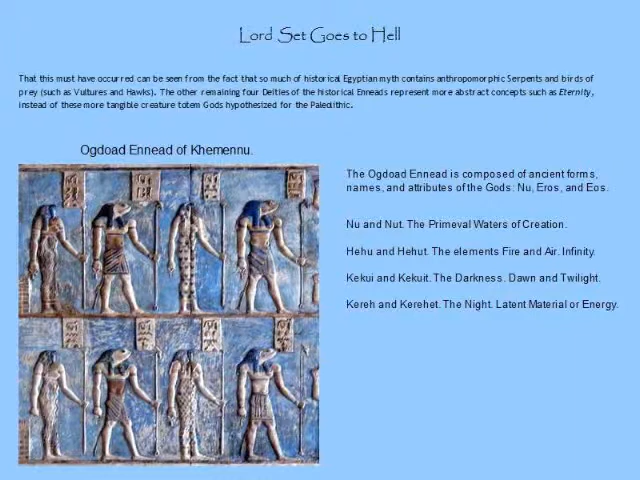 Lord Set Goes to Hell
That this must have occurred can be seen from the fact that so much of historical Egyptian myth contains anthropomorphic Serpents and birds of
prey (such as Vultures and Hawks). The other remaining four Deities of the historical Enneads represent more abstract concepts such as Eternity,
instead of these more tangible creature totem Gods hypothesized for the Paleolithic.
Ogdoad Ennead of Khemennu.
The Ogdoad Ennead is composed of ancient forms,
names, and attributes of the Gods: Nu, Eros, and Eos.
Nu and Nut. The Primeval Waters of Creation.
Hehu and Hehut. The elements Fire and Air. Infinity.
Kekui and Kekuit. The Darkness. Dawn and Twilight.
Kereh and Kerehet. The Night. Latent Material or Energy.